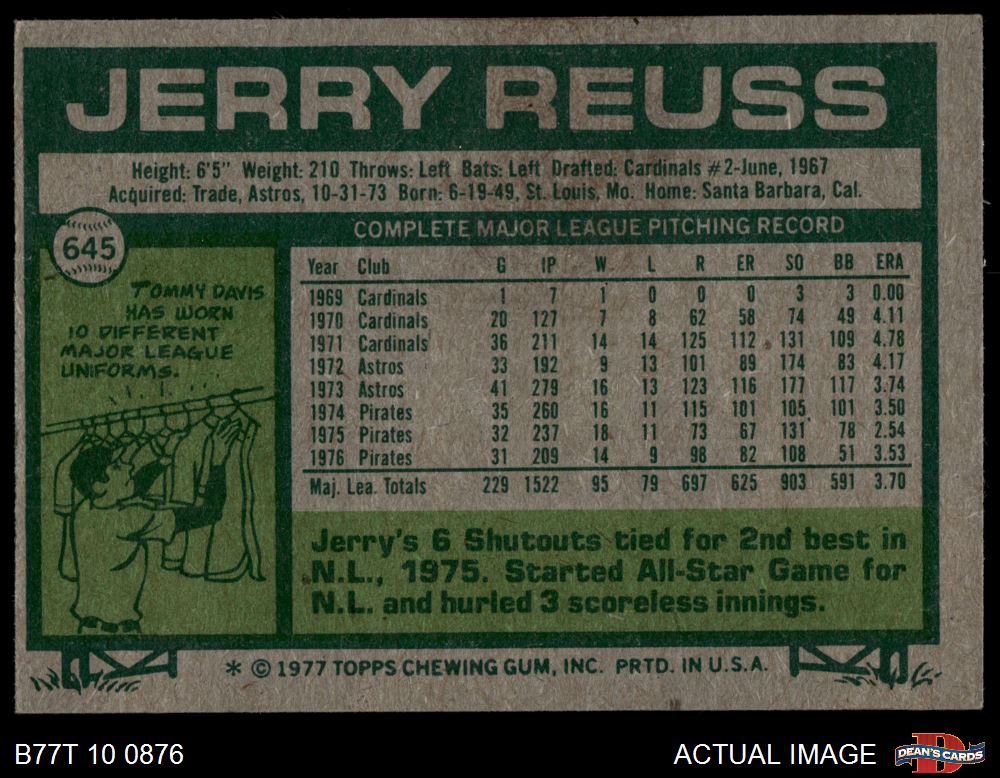 JERRY REUSS
Height: 6'5" Weight: 210 Throws: Left Bats: Left Drafted: Cardinals #2-June, 1967
Acquired: Trade, Astros, 10-31-73 Born: 6-19-49, St. Louis, Mo. Home: Santa Barbara, Cal.
645
TOMMY DAVIS
HAS WORN
10 DIFFERENT
MAJOR LEAGUE
UNIFORMS.
COMPLETE MAJOR LEAGUE PITCHING RECORD
Year Club G IP W L R ER SO BB ERA
1969 Cardinals 1 7 1 0 0 0 3 3 0.00
1970 Cardinals 20 127 7 8 62 58 74 49 4.11
1971 Cardinals 36 211 14 14 125 112 131 109 4.78
1972 Astros 33 192 9 13 101 89 174 83 4.17
1973 Astros 41 279 16 13 123 116 177 117 3.74
1974 Pirates 35 260 16 11 115 101 105 101 3.50
1975 Pirates 32 237 18 11 73 67 131 78 2.54
1976 Pirates 31 209 14 9 98 82 108 51 3.53
Maj. Lea. Totals 229 1522 95 79 697 625 903 591 3.70
Jerry's 6 Shutouts tied for 2nd best in
N.L., 1975. Started All-Star Game for
N.L. and hurled 3 scoreless innings.
* © 1977 TOPPS CHEWING GUM, INC. PRTD. IN U.S.A.
B77T 10 0876
ACTUAL IMAGE
DEAN'S CARDS